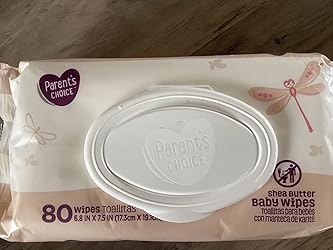 Parent's
CHOICE
Parent's
CHOICE
Shea Butter
Baby Wipes
Toallitas para bebés
con manteca de karité
80 wipes Toallitas
6.8 IN X 7.5 IN (17.3cm X 19.1